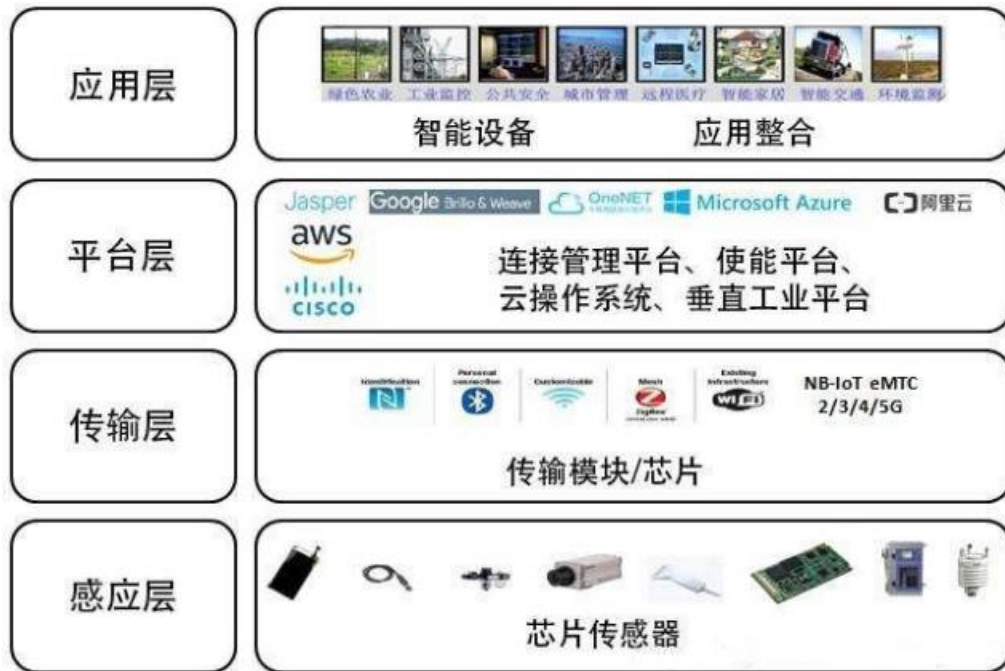 应用层
绿色农业 工业监控 公共安全 城市管理 远程医疗 智能家居 智能交通 环境监测
智能设备 应用整合
平台层
Jasper Google Brillo & Weave OneNET Microsoft Azure 阿里云
aws
CISCO
连接管理平台、使能平台、
云操作系统、垂直工业平台
传输层
Identification
Personal connection
Customizable
Mesh
ZigBee
Existing Infrastructure
WiFi
NB-IoT eMTC
2/3/4/5G
传输模块/芯片
感应层
芯片传感器